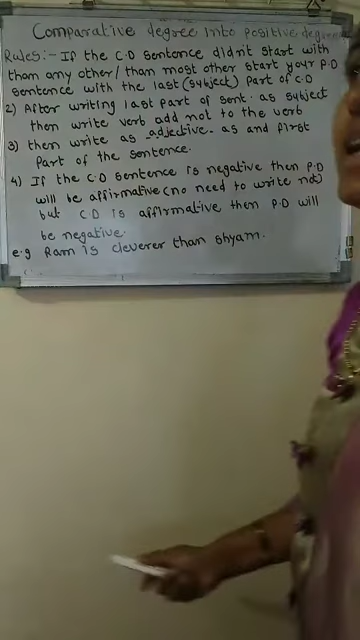 Comparative degree into positive degree
Rules:- If the C.D sentence didn't start with
than any other/than most other start your P.D
sentence with the last (subject) part of C.D
2) After writing last part of sent. as subject
then write verb add not to the verb
3) then write as -adjective- as and first
part of the sentence.
4) If the C.D sentence is negative then P.D
will be affirmative (no need to write not)
but C D is affirmative then P.D will
be negative.
e.g Ram is cleverer than Shyam.